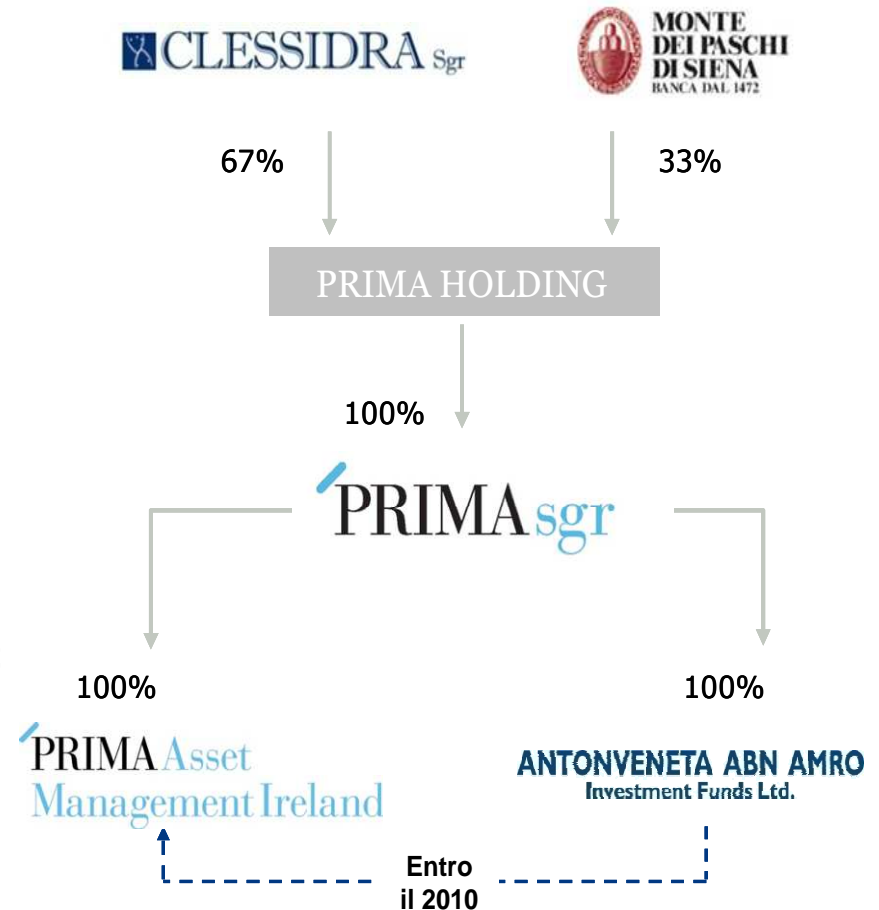 CLESSIDRA Sgr
MONTE
DEI PASCHI
DI SIENA
BANCA DAL 1472
67%
33%
PRIMA HOLDING
100%
PRIMA sgr
100%
100%
PRIMA Asset
Management Ireland
ANTONVENETA ABN AMRO
Investment Funds Ltd.
Entro
il 2010